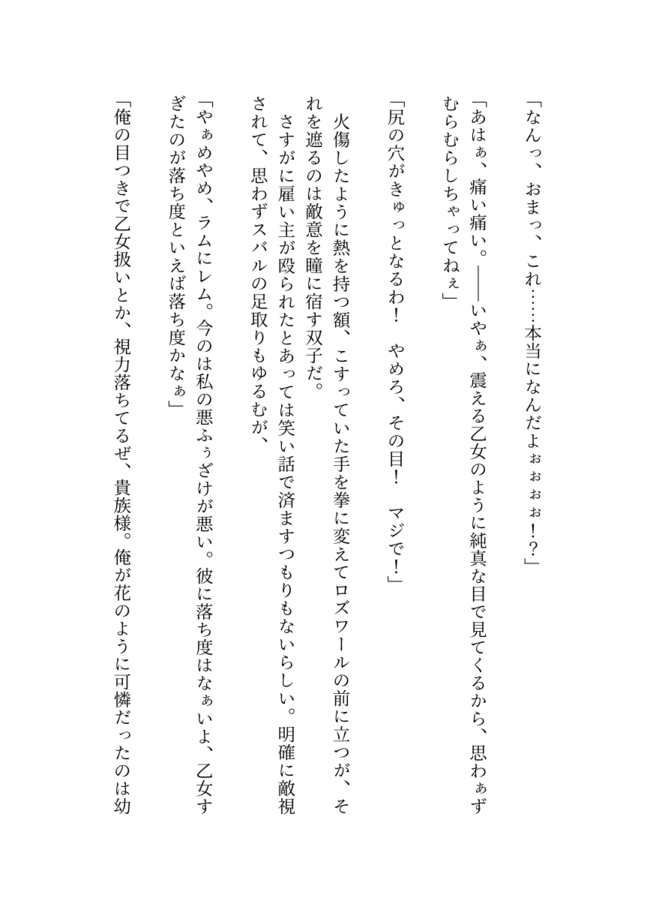 「なんっ、おまっ、これ……本当になんだよぉぉぉぉ！？」
「あはぁ、痛い痛い。――いやぁ、震える乙女のように純真な目で見てくるから、思わぁず
むらむらしちゃってねぇ」
「尻の穴がきゅっとなるわ！　やめろ、その目！　マジで！」
　火傷したように熱を持つ額、こすっていた手を拳に変えてロズワールの前に立つが、そ
れを遮るのは敵意を瞳に宿す双子だ。
　さすがに雇い主が殴られたとあっては笑い話で済ますつもりもないらしい。明確に敵視
されて、思わずスバルの足取りもゆるむが、
「やぁめやめ、ラムにレム。今のは私の悪ふぅざけが悪い。彼に落ち度はなぁいよ、乙女す
ぎたのが落ち度といえば落ち度かなぁ」
「俺の目つきで乙女扱いとか、視力落ちてるぜ、貴族様。俺が花のように可憐だったのは幼